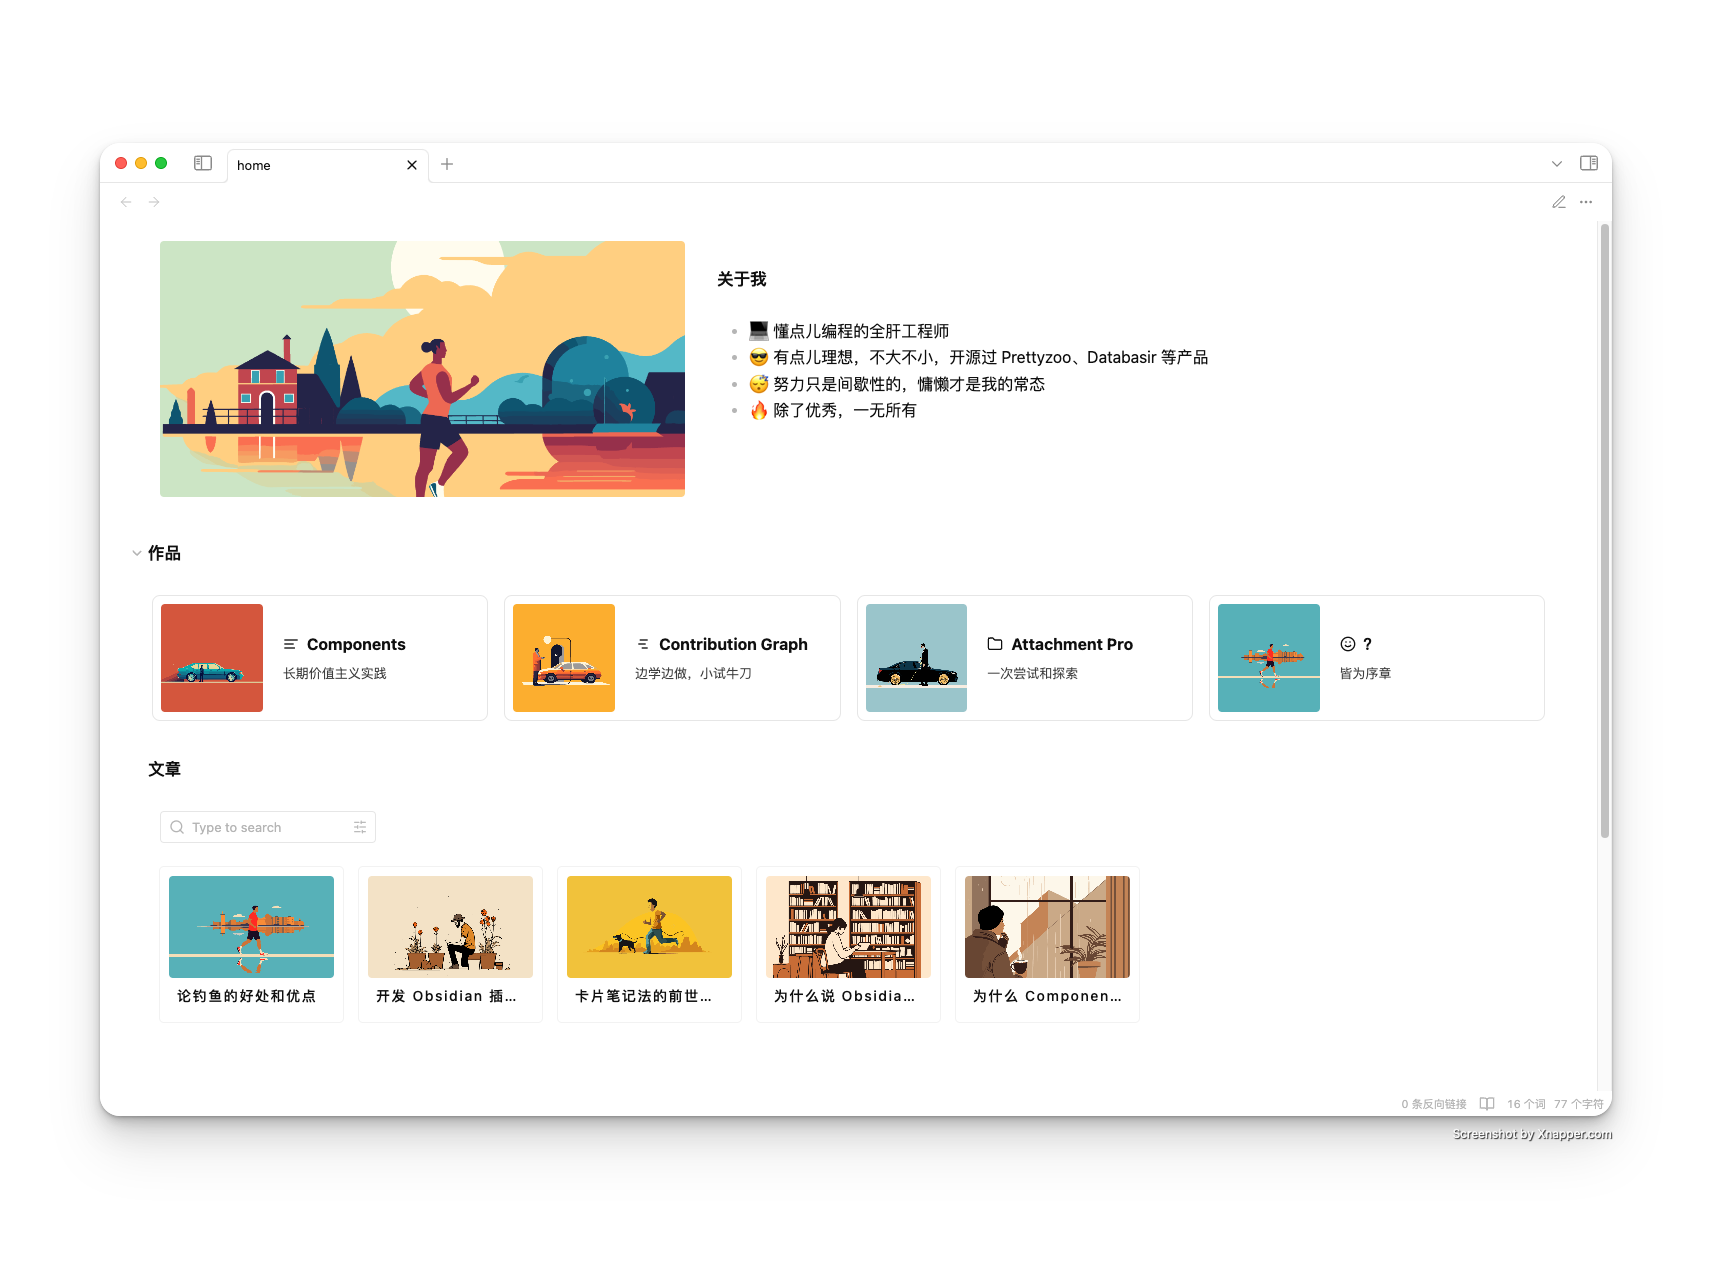 home
关于我
💻 懂点儿编程的全肝工程师
😎 有点儿理想，不大不小，开源过 Prettyzoo、Databasir 等产品
😴 努力只是间歇性的，慵懒才是我的常态
🔥 除了优秀，一无所有
作品
Components
长期价值主义实践
Contribution Graph
边学边做，小试牛刀
Attachment Pro
一次尝试和探索
?
皆为序章
文章
Type to search
论钓鱼的好处和优点
开发 Obsidian 插...
卡片笔记法的前世...
为什么说 Obsidia...
为什么 Componen...
0 条反向链接 16 个词 77 个字符
Screenshot by Xnapper.com